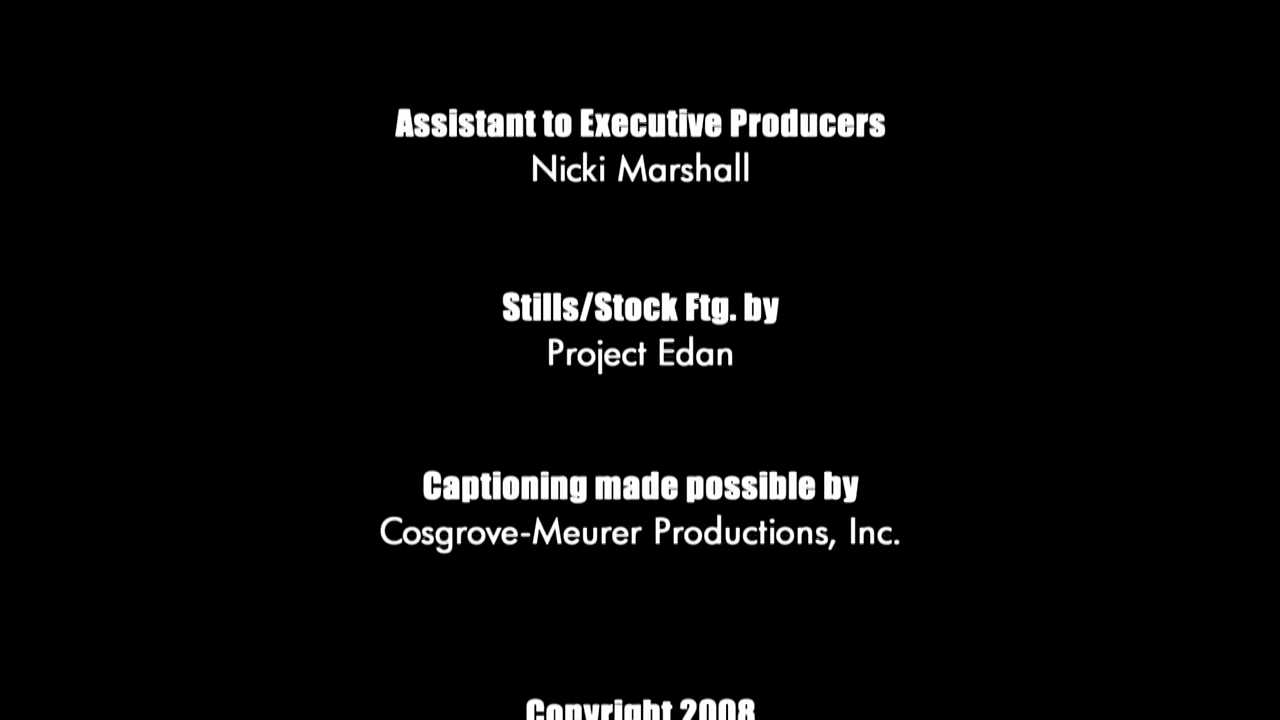 Assistant to Executive Producers
Nicki Marshall
Stills/Stock Ftg. by
Project Edan
Captioning made possible by
Cosgrove-Meurer Productions, Inc.
Copyright 2008